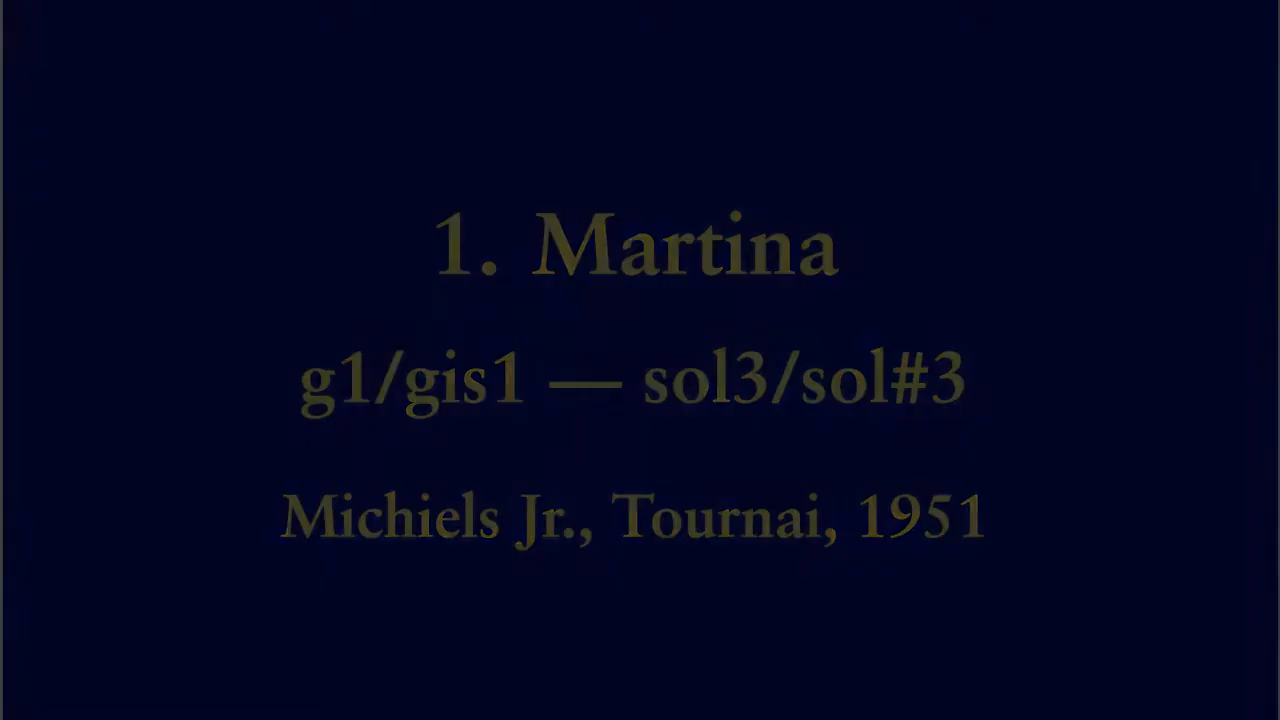 1. Martina
g1/gis1 — sol3/sol#3
Michiels Jr., Tournai, 1951